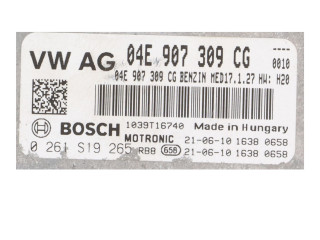 VW AG 04E 907 309 CG
0010
04E 907 309 CG BENZIN MED17.1.27 HW: H20
BOSCH 1039T16740 Made in Hungary
MOTRONIC 21-06-10 1638 0658
0 261 S19 265 RBB 658 21-06-10 1638 0658